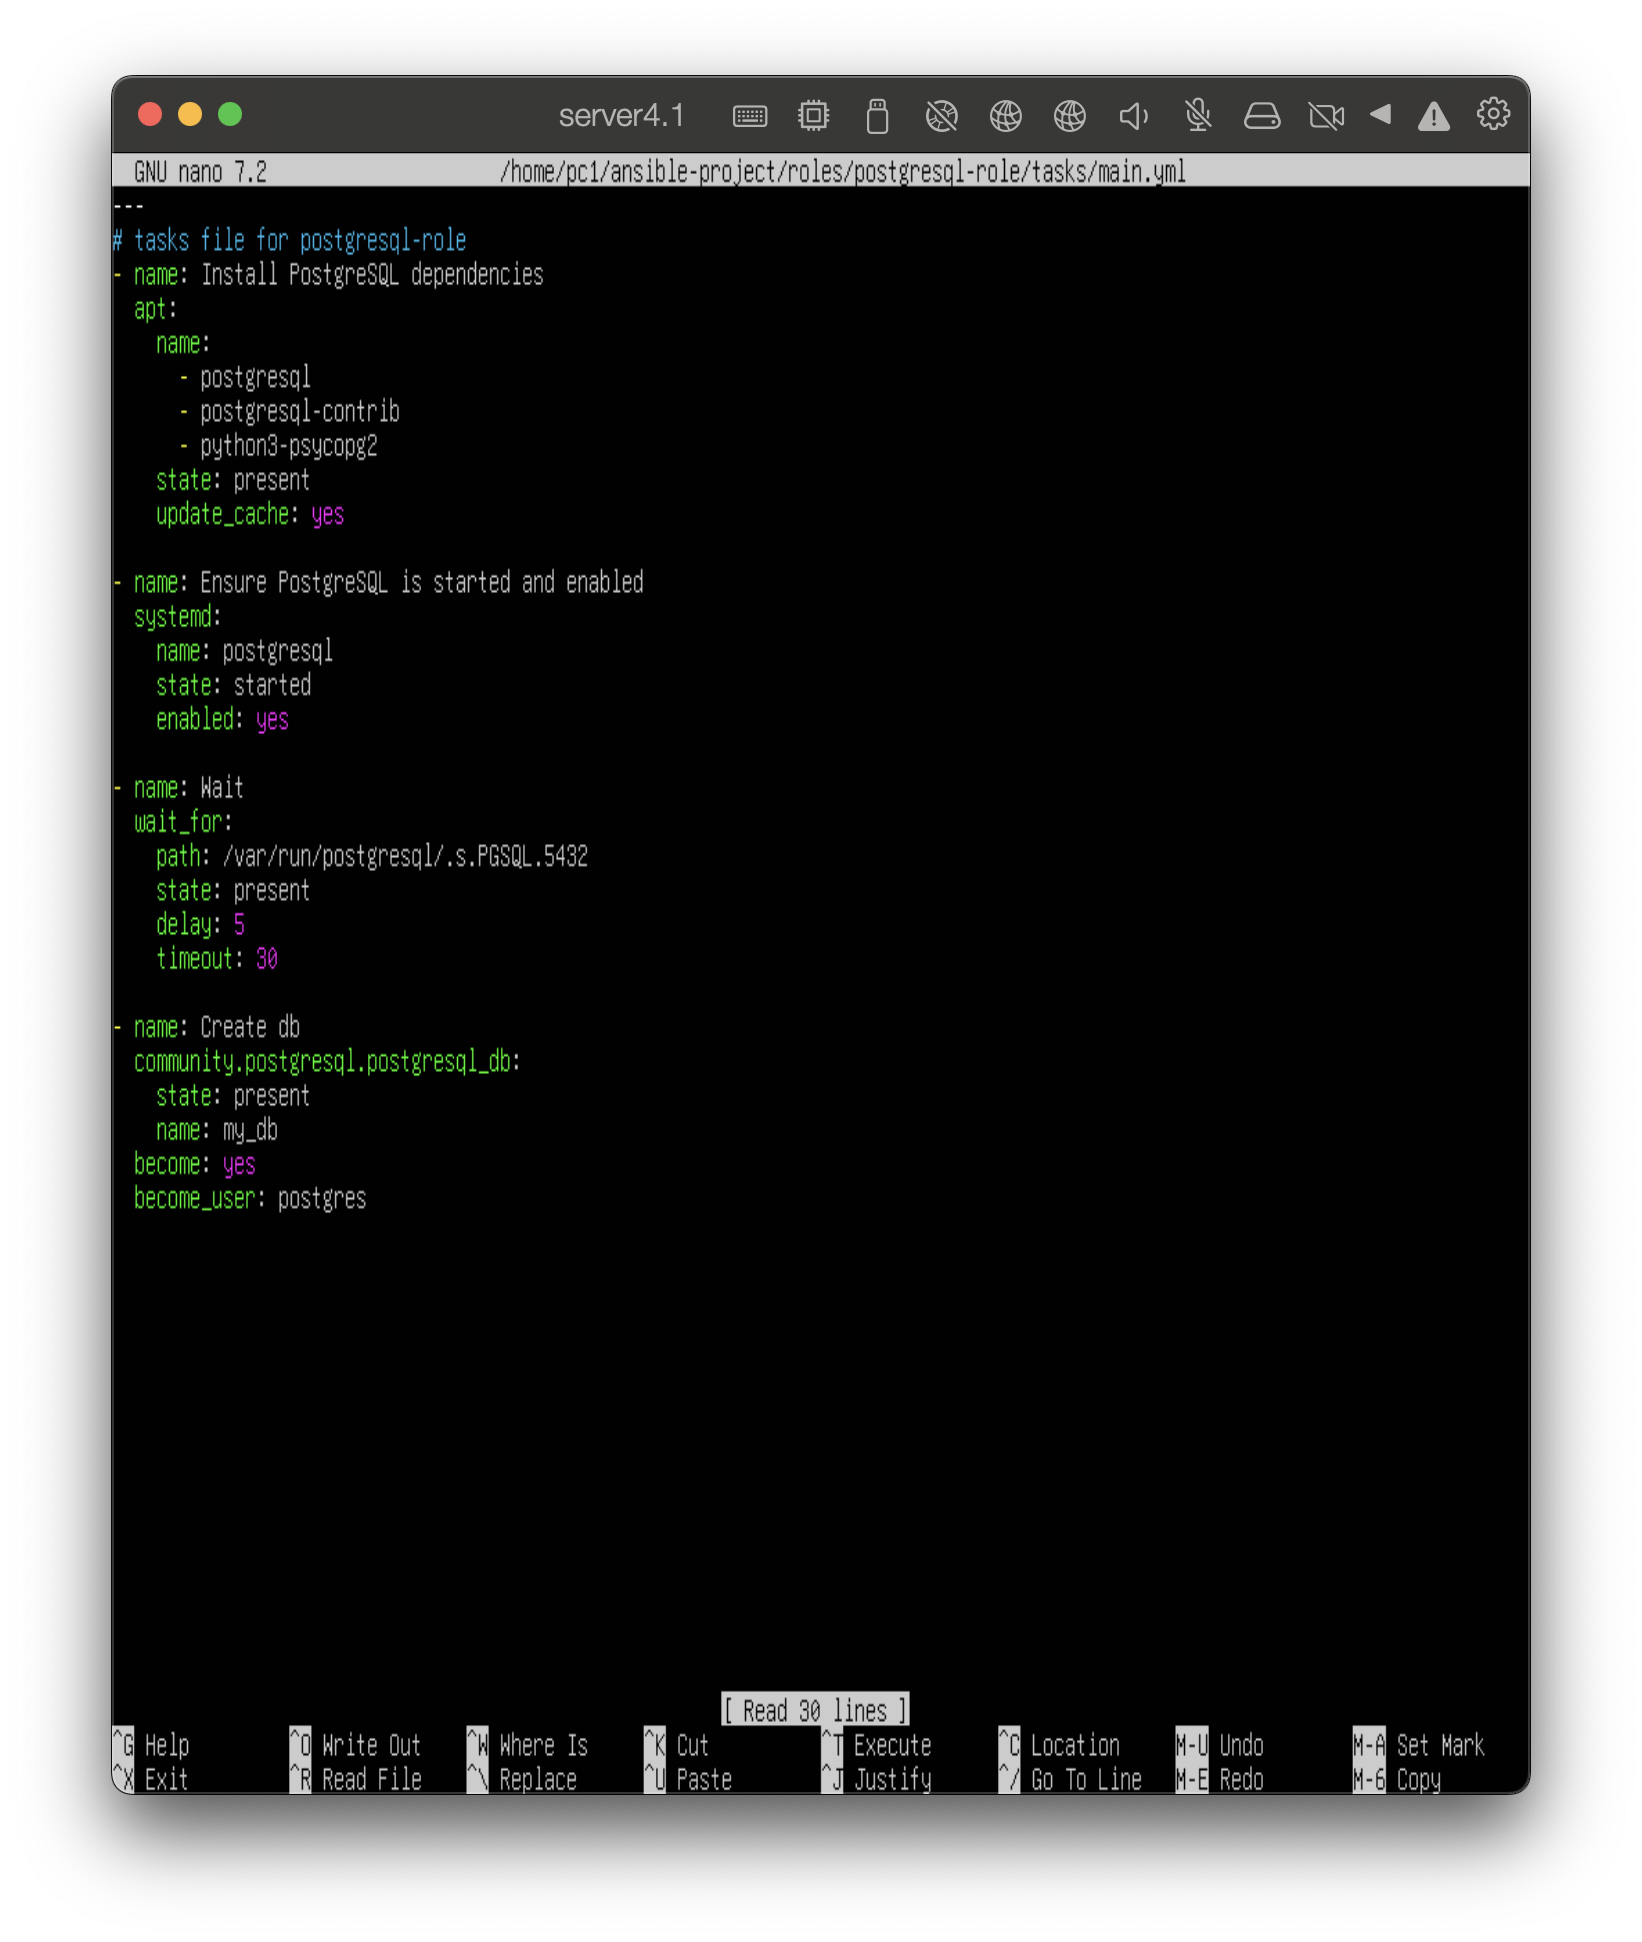 server4.1
GNU nano 7.2 /home/pc1/ansible-project/roles/postgresql-role/tasks/main.yml
---
# tasks file for postgresql-role
- name: Install PostgreSQL dependencies
  apt:
    name:
      - postgresql
      - postgresql-contrib
      - python3-psycopg2
    state: present
    update_cache: yes

- name: Ensure PostgreSQL is started and enabled
  systemd:
    name: postgresql
    state: started
    enabled: yes

- name: Wait
  wait_for:
    path: /var/run/postgresql/.s.PGSQL.5432
    state: present
    delay: 5
    timeout: 30

- name: Create db
  community.postgresql.postgresql_db:
    state: present
    name: my_db
  become: yes
  become_user: postgres
[ Read 30 lines ]
^G Help ^O Write Out ^W Where Is ^K Cut ^T Execute ^C Location M-U Undo M-A Set Mark
^X Exit ^R Read File ^\ Replace ^U Paste ^J Justify ^/ Go To Line M-E Redo M-6 Copy